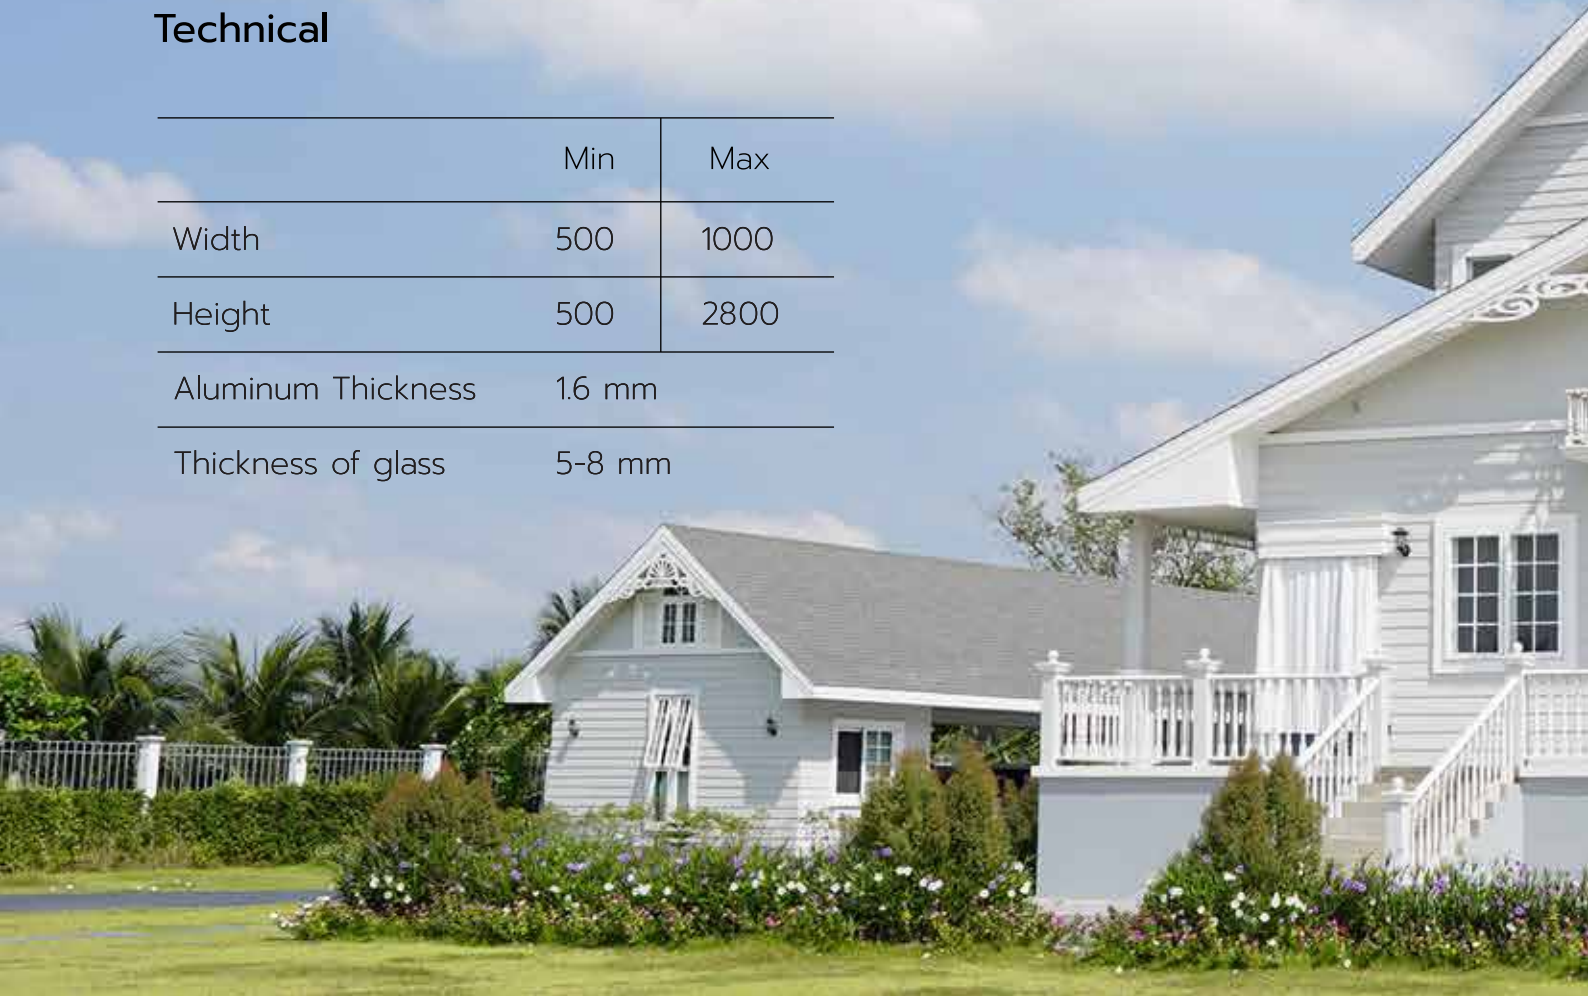 Technical
Min Max
Width 500 1000
Height 500 2800
Aluminum Thickness 1.6 mm
Thickness of glass 5-8 mm